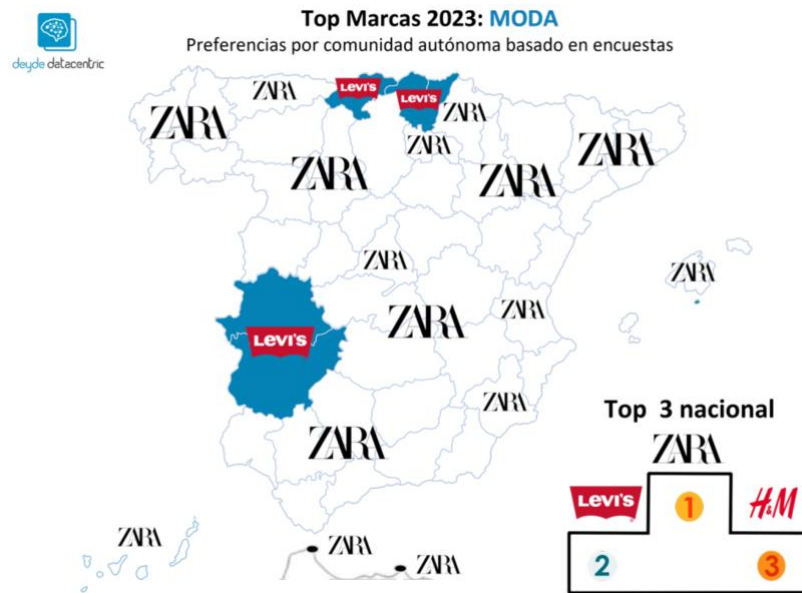 Top Marcas 2023: MODA
Preferencias por comunidad autónoma basado en encuestas
deyde datacentric
LEVI'S
ZARA
LEVI'S
ZARA
ZARA
ZARA
ZARA
ZARA
ZARA
ZARA
ZARA
ZARA
ZARA
LEVI'S
ZARA
ZARA
ZARA
Top 3 nacional
ZARA
LEVI'S
1
H&M
2
3
ZARA
ZARA
ZARA